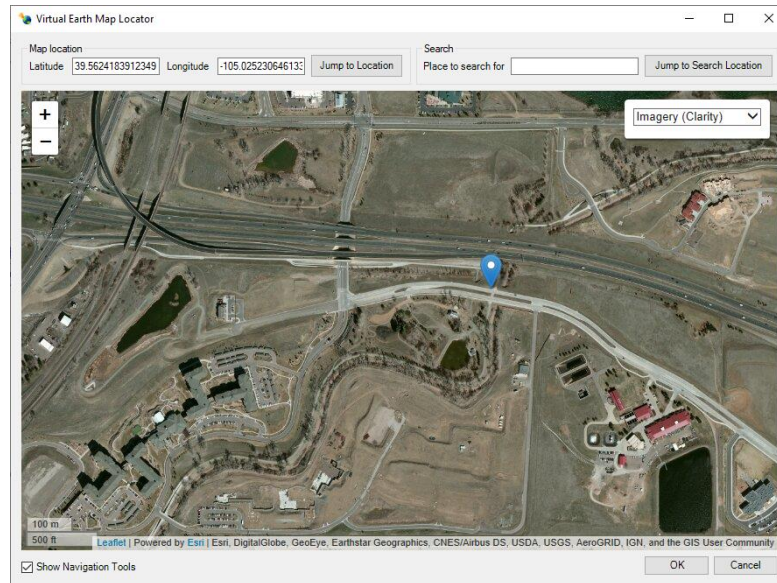 Virtual Earth Map Locator
Map location
Latitude 39.5624183912349 Longitude -105.02523064613 Jump to Location
Search
Place to search for Jump to Search Location
+
−
Imagery (Clarity)
100 m
500 ft
Leaflet | Powered by Esri | Esri, DigitalGlobe, GeoEye, Earthstar Geographics, CNES/Airbus DS, USDA, USGS, AeroGRID, IGN, and the GIS User Community
Show Navigation Tools
OK Cancel